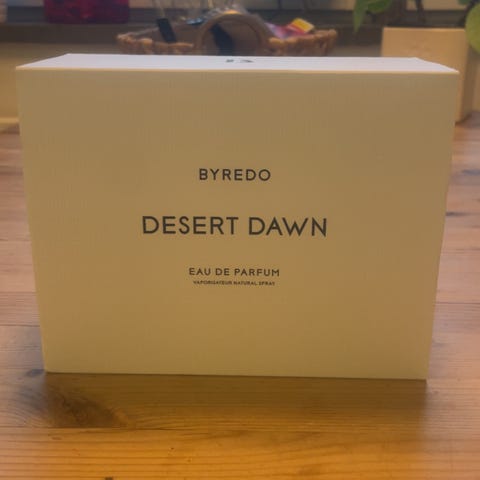 BYREDO
DESERT DAWN
EAU DE PARFUM
VAPORISATEUR NATURAL SPRAY